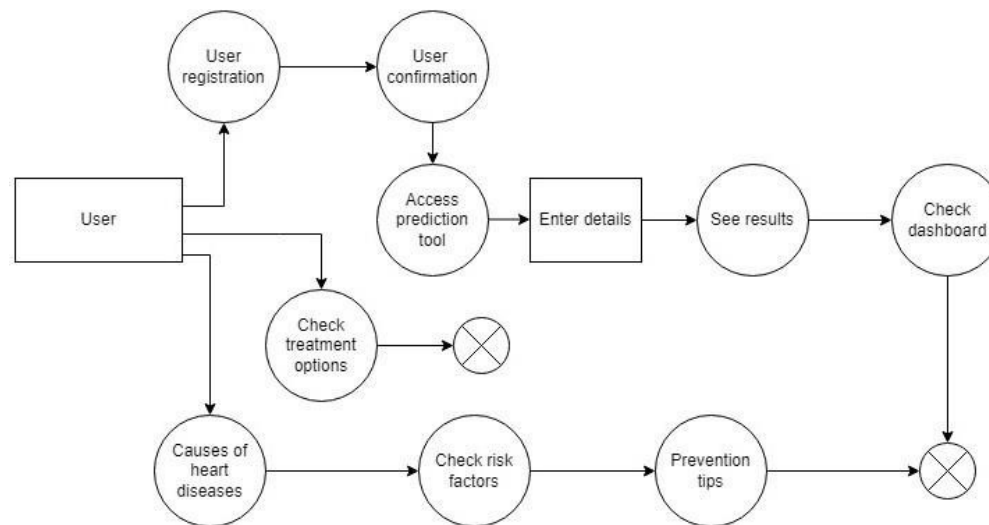 User
registration
User
confirmation
User
Access
prediction
tool
Enter details
See results
Check
dashboard
Check
treatment
options
Causes of
heart
diseases
Check risk
factors
Prevention
tips